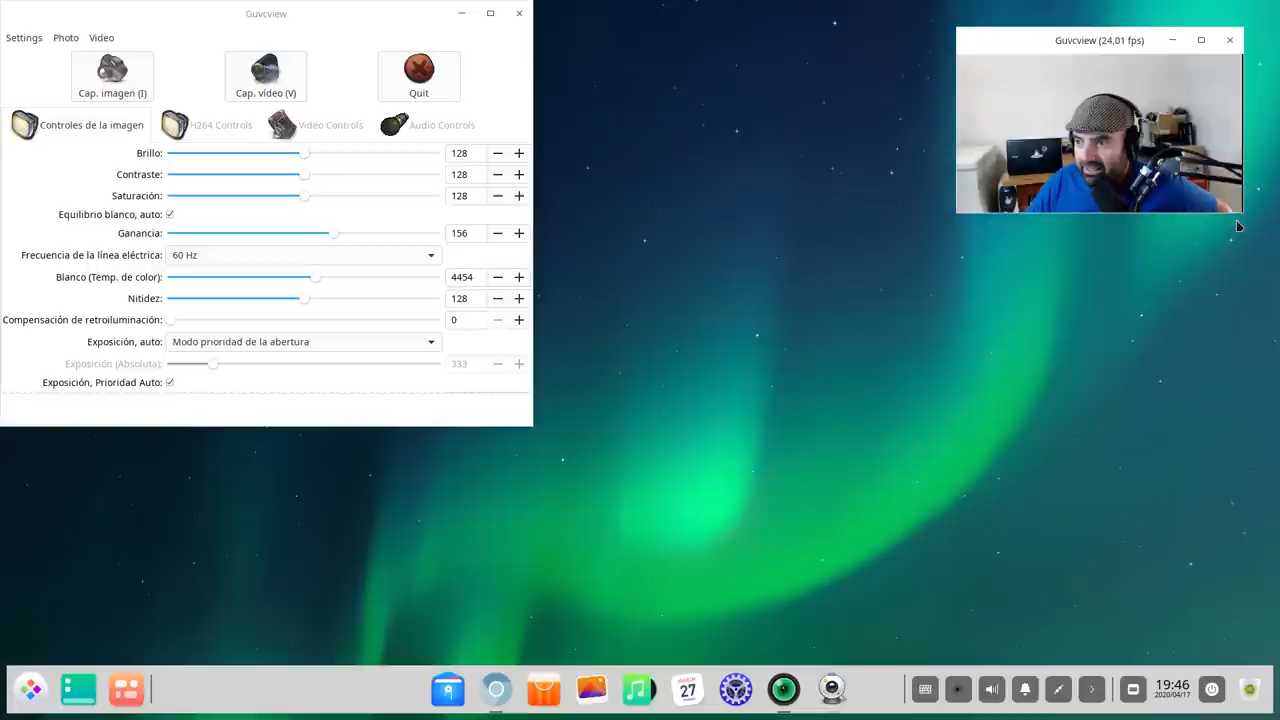 Guvcview
Settings Photo Video
Cap. imagen (I) Cap. vídeo (V) Quit
Controles de la imagen H264 Controls Video Controls Audio Controls
Brillo: 128
Contraste: 128
Saturación: 128
Equilibrio blanco, auto:
Ganancia: 156
Frecuencia de la línea eléctrica: 60 Hz
Blanco (Temp. de color): 4454
Nitidez: 128
Compensación de retroiluminación: 0
Exposición, auto: Modo prioridad de la abertura
Exposición (Absoluta): 333
Exposición, Prioridad Auto:
Guvcview (24,01 fps)
MARCH
27
19:46
2020/04/17